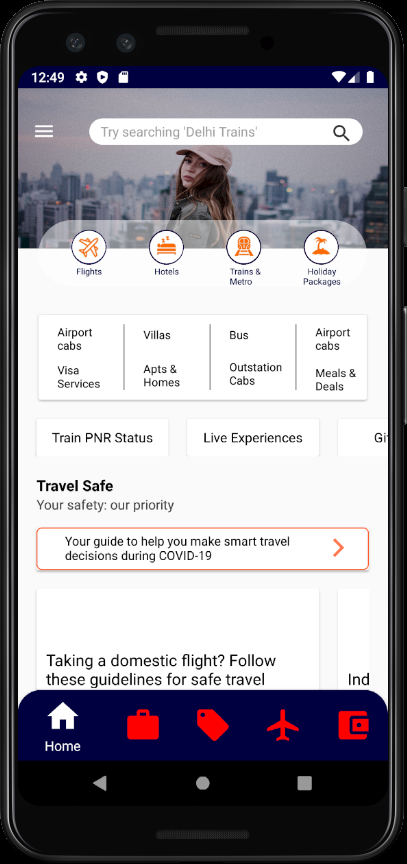 12:49
Try searching 'Delhi Trains'
Flights
Hotels
Trains &
Metro
Holiday
Packages
Airport
cabs
Villas
Bus
Airport
cabs
Visa
Services
Apts &
Homes
Outstation
Cabs
Meals &
Deals
Train PNR Status
Live Experiences
Gi
Travel Safe
Your safety: our priority
Your guide to help you make smart travel
decisions during COVID-19
Taking a domestic flight? Follow
these guidelines for safe travel
Ind
Home